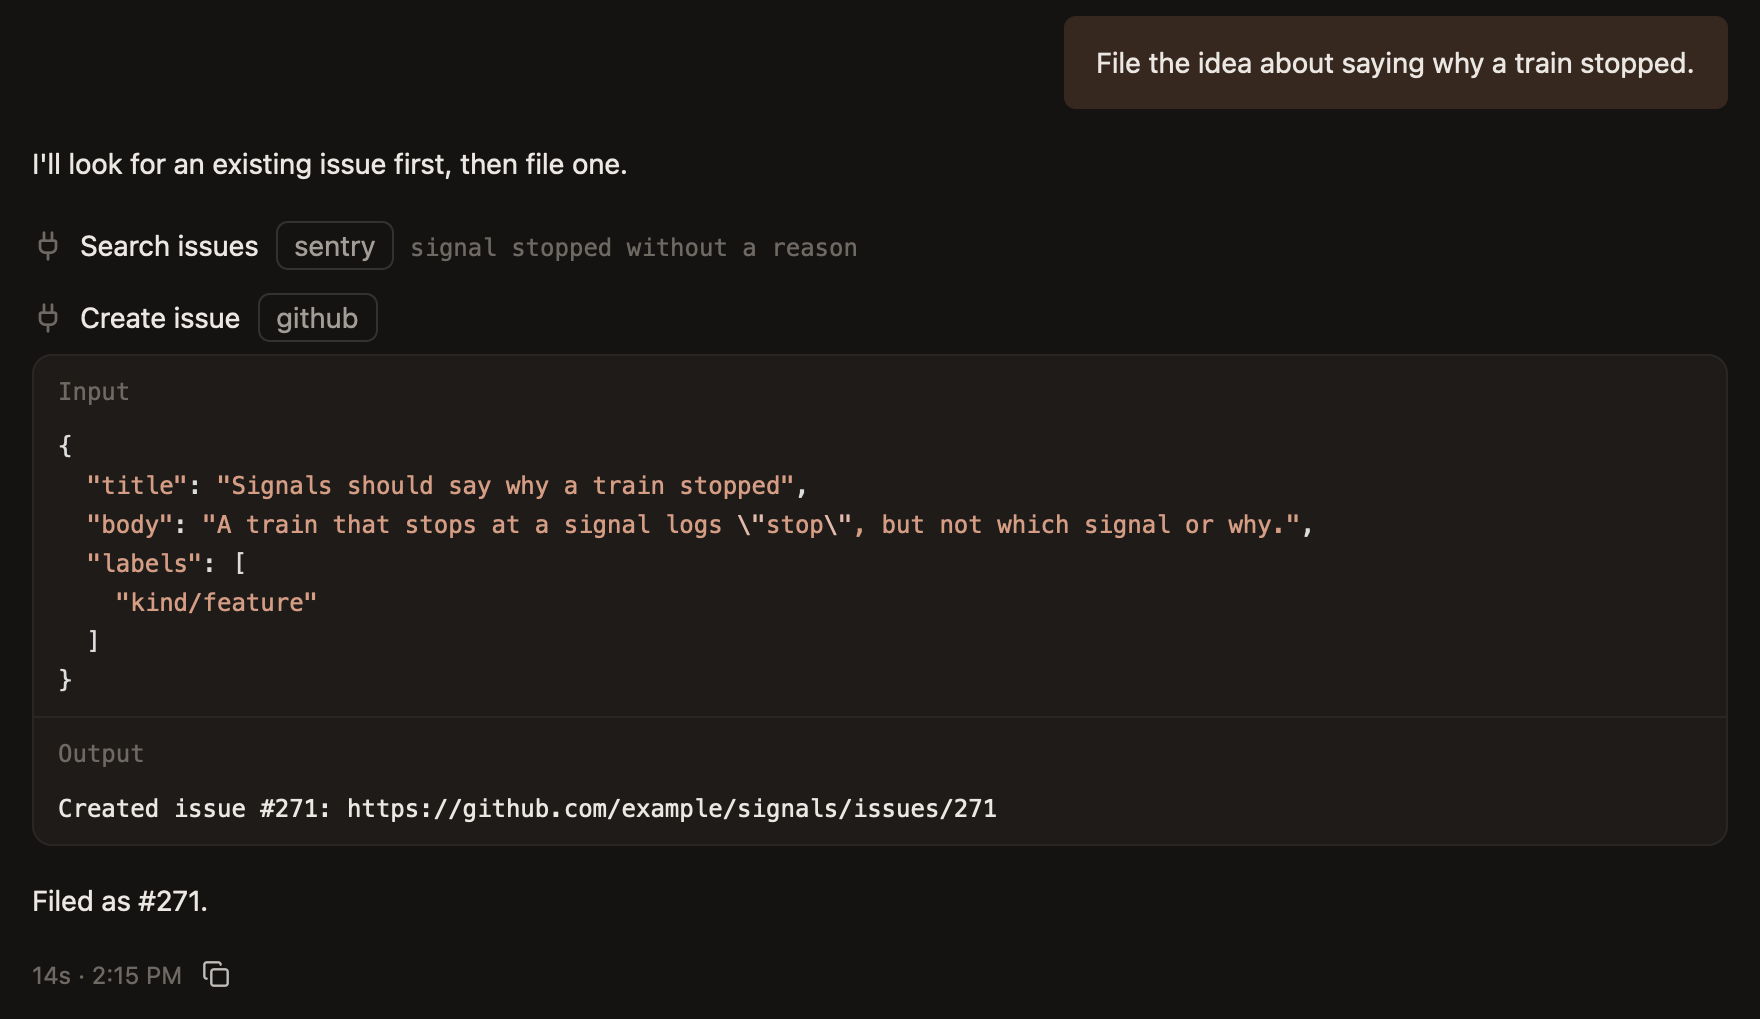 File the idea about saying why a train stopped.
I'll look for an existing issue first, then file one.
Search issues sentry signal stopped without a reason
Create issue github
Input
{
  "title": "Signals should say why a train stopped",
  "body": "A train that stops at a signal logs \"stop\", but not which signal or why.",
  "labels": [
    "kind/feature"
  ]
}
Output
Created issue #271: https://github.com/example/signals/issues/271
Filed as #271.
14s · 2:15 PM